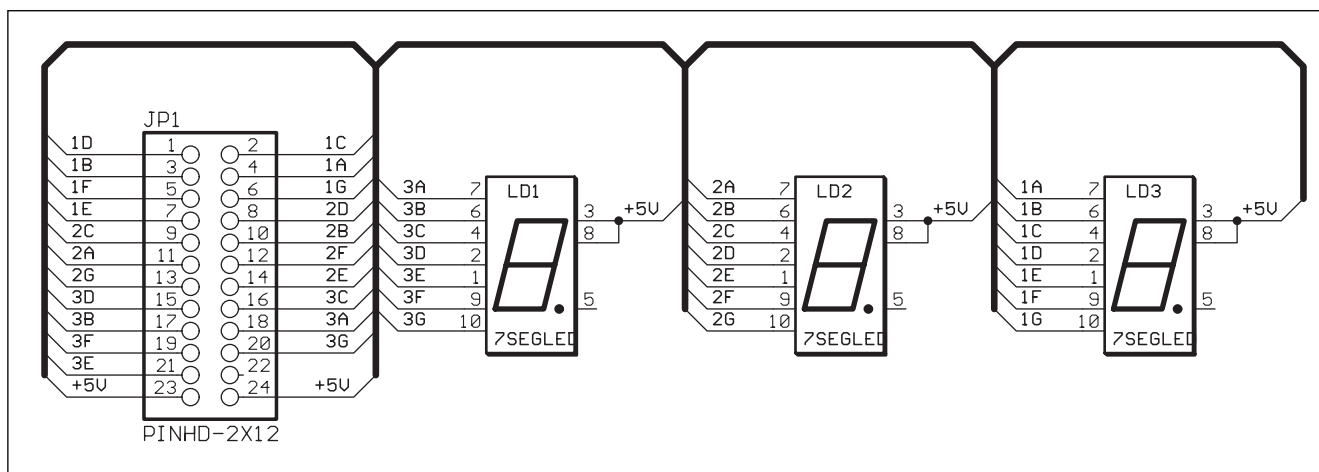 JP1
1D 1 2 1C
1B 3 4 1A
1F 5 6 1G
1E 7 8 2D
2C 9 10 2B
2A 11 12 2F
2G 13 14 2E
3D 15 16 3C
3B 17 18 3A
3F 19 20 3G
3E 21 22
+5V 23 24 +5V
PINHD-2X12
3A 7 LD1
3B 6 3 +5V
3C 4 8
3D 2
3E 1
3F 9 5
3G 10
7SEGLED
2A 7 LD2
2B 6 3 +5V
2C 4 8
2D 2
2E 1
2F 9 5
2G 10
7SEGLED
1A 7 LD3
1B 6 3 +5V
1C 4 8
1D 2
1E 1
1F 9 5
1G 10
7SEGLED